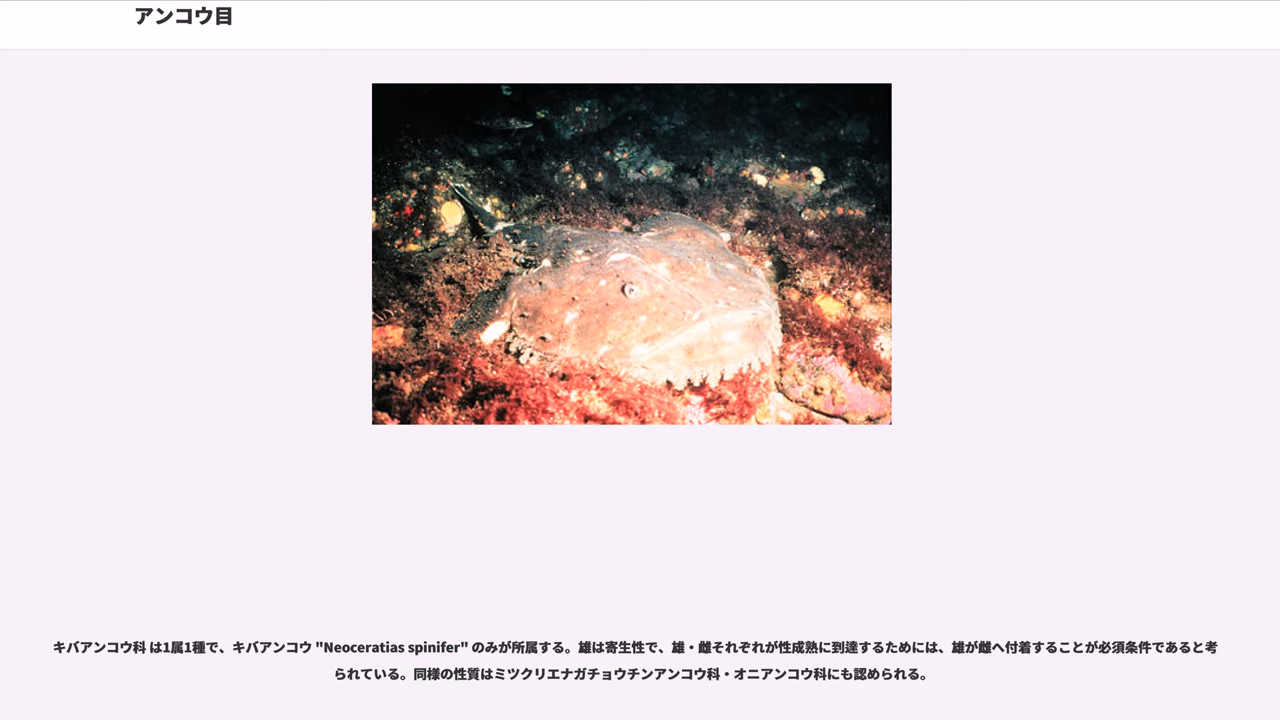 アンコウ目
キバアンコウ科 は1属1種で、キバアンコウ "Neoceratias spinifer" のみが所属する。雄は寄生性で、雄・雌それぞれが性成熟に到達するためには、雄が雌へ付着することが必須条件であると考
られている。同様の性質はミツクリエナガチョウチンアンコウ科・オニアンコウ科にも認められる。